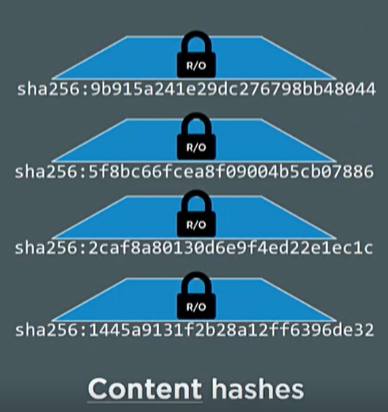 R/O
sha256:9b915a241e29dc276798bb48044
R/O
sha256:5f8bc66fcea8f09004b5cb07886
R/O
sha256:2caf8a80130d6e9f4ed22e1ec1c
R/O
sha256:1445a9131f2b28a12ff6396de32
Content hashes